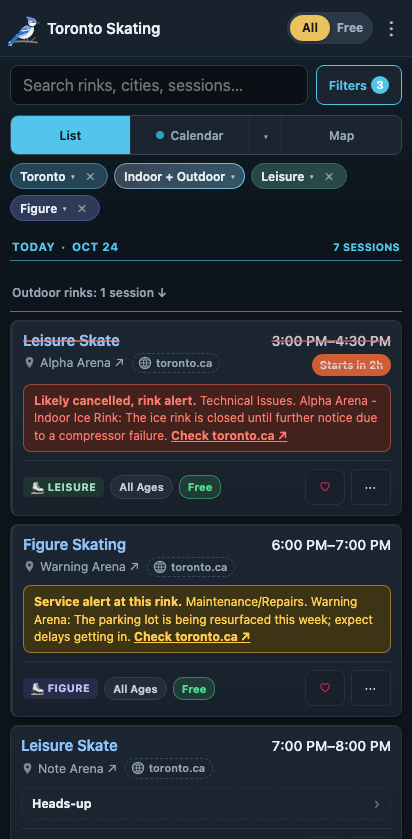 Toronto Skating
All Free
Search rinks, cities, sessions...
Filters 3
List Calendar Map
Toronto Indoor + Outdoor Leisure
Figure
TODAY · OCT 24 7 SESSIONS
Outdoor rinks: 1 session ↓
Leisure Skate 3:00 PM–4:30 PM
Alpha Arena ↗ toronto.ca Starts in 2h
Likely cancelled, rink alert. Technical Issues. Alpha Arena -
Indoor Ice Rink: The ice rink is closed until further notice due
to a compressor failure. Check toronto.ca ↗
LEISURE All Ages Free
Figure Skating 6:00 PM–7:00 PM
Warning Arena ↗ toronto.ca
Service alert at this rink. Maintenance/Repairs. Warning
Arena: The parking lot is being resurfaced this week; expect
delays getting in. Check toronto.ca ↗
FIGURE All Ages Free
Leisure Skate 7:00 PM–8:00 PM
Note Arena ↗ toronto.ca
Heads-up